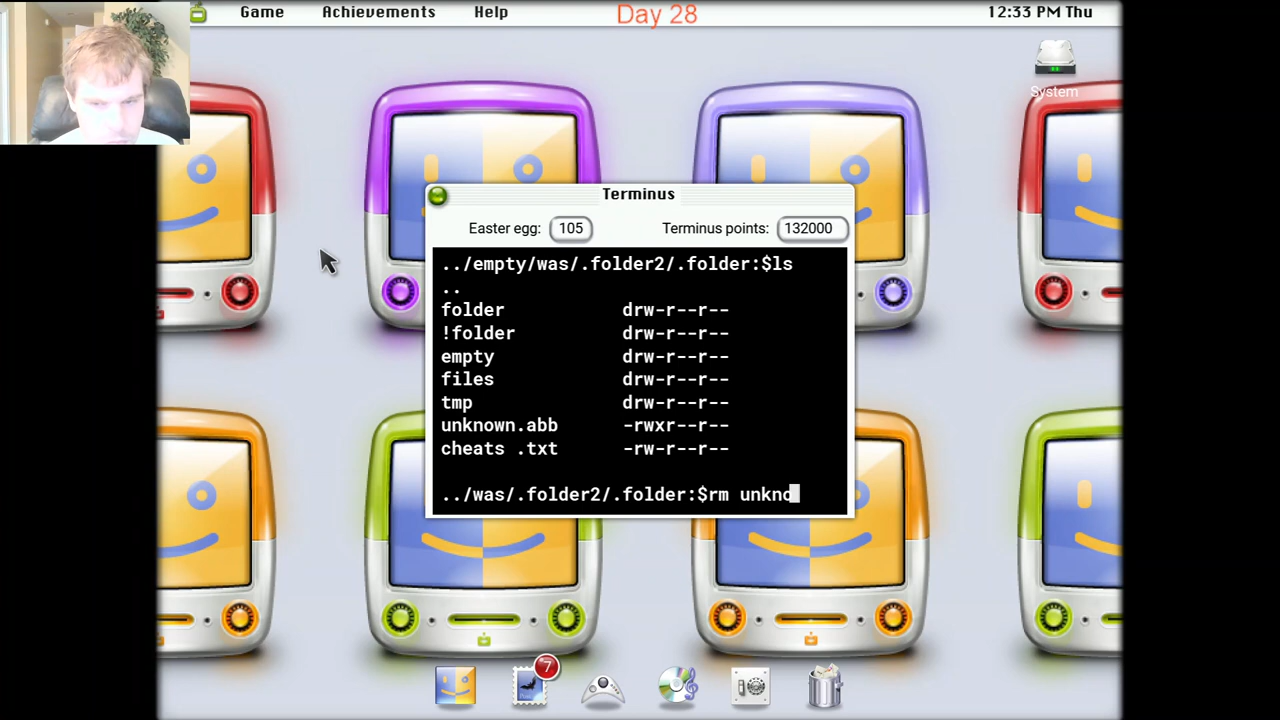 Game Achievements Help Day 28 12:33 PM Thu
System
Terminus
Easter egg: 105 Terminus points: 132000
../empty/was/.folder2/.folder:$ls
..
folder drw-r--r--
!folder drw-r--r--
empty drw-r--r--
files drw-r--r--
tmp drw-r--r--
unknown.abb -rwxr--r--
cheats .txt -rw-r--r--
../was/.folder2/.folder:$rm unkno
7